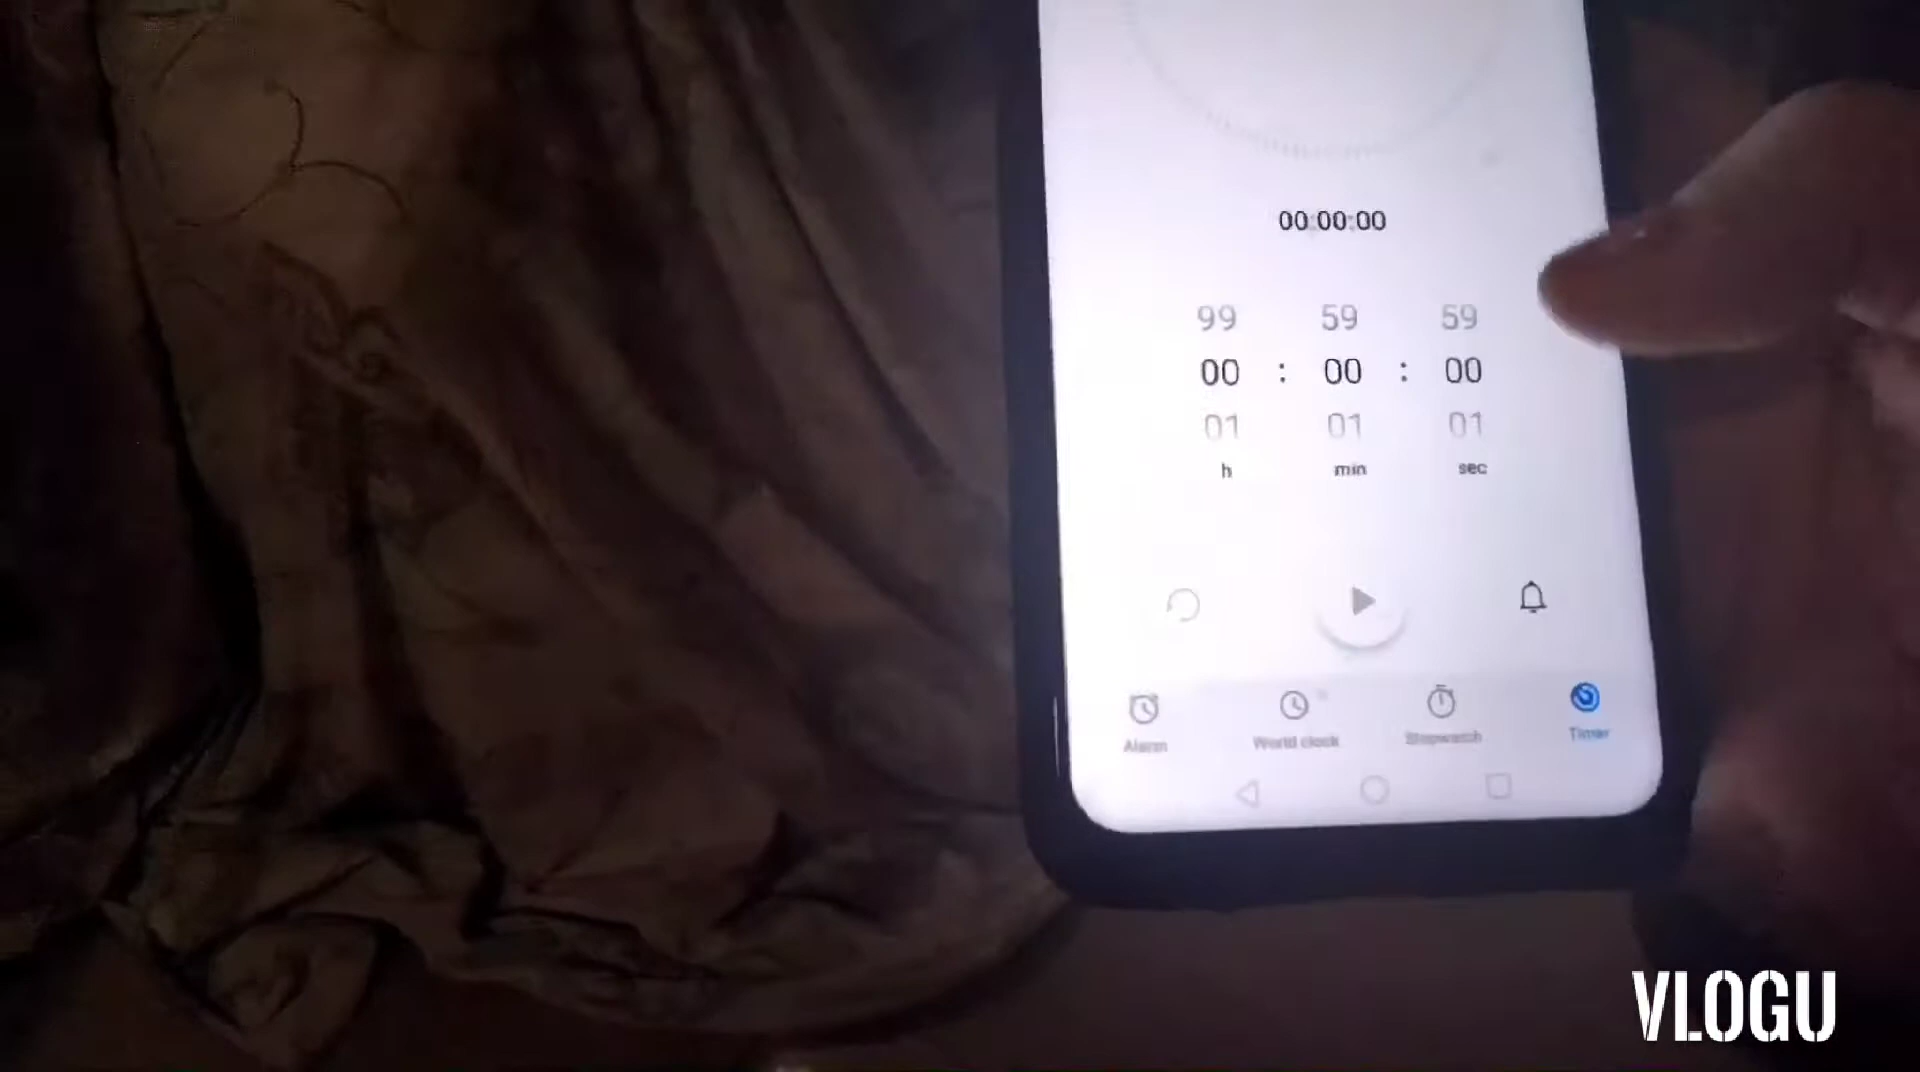 00:00:00
99 59 59
00 : 00 : 00
01 01 01
h min sec
Alarm World clock Stopwatch Timer
VLOGU